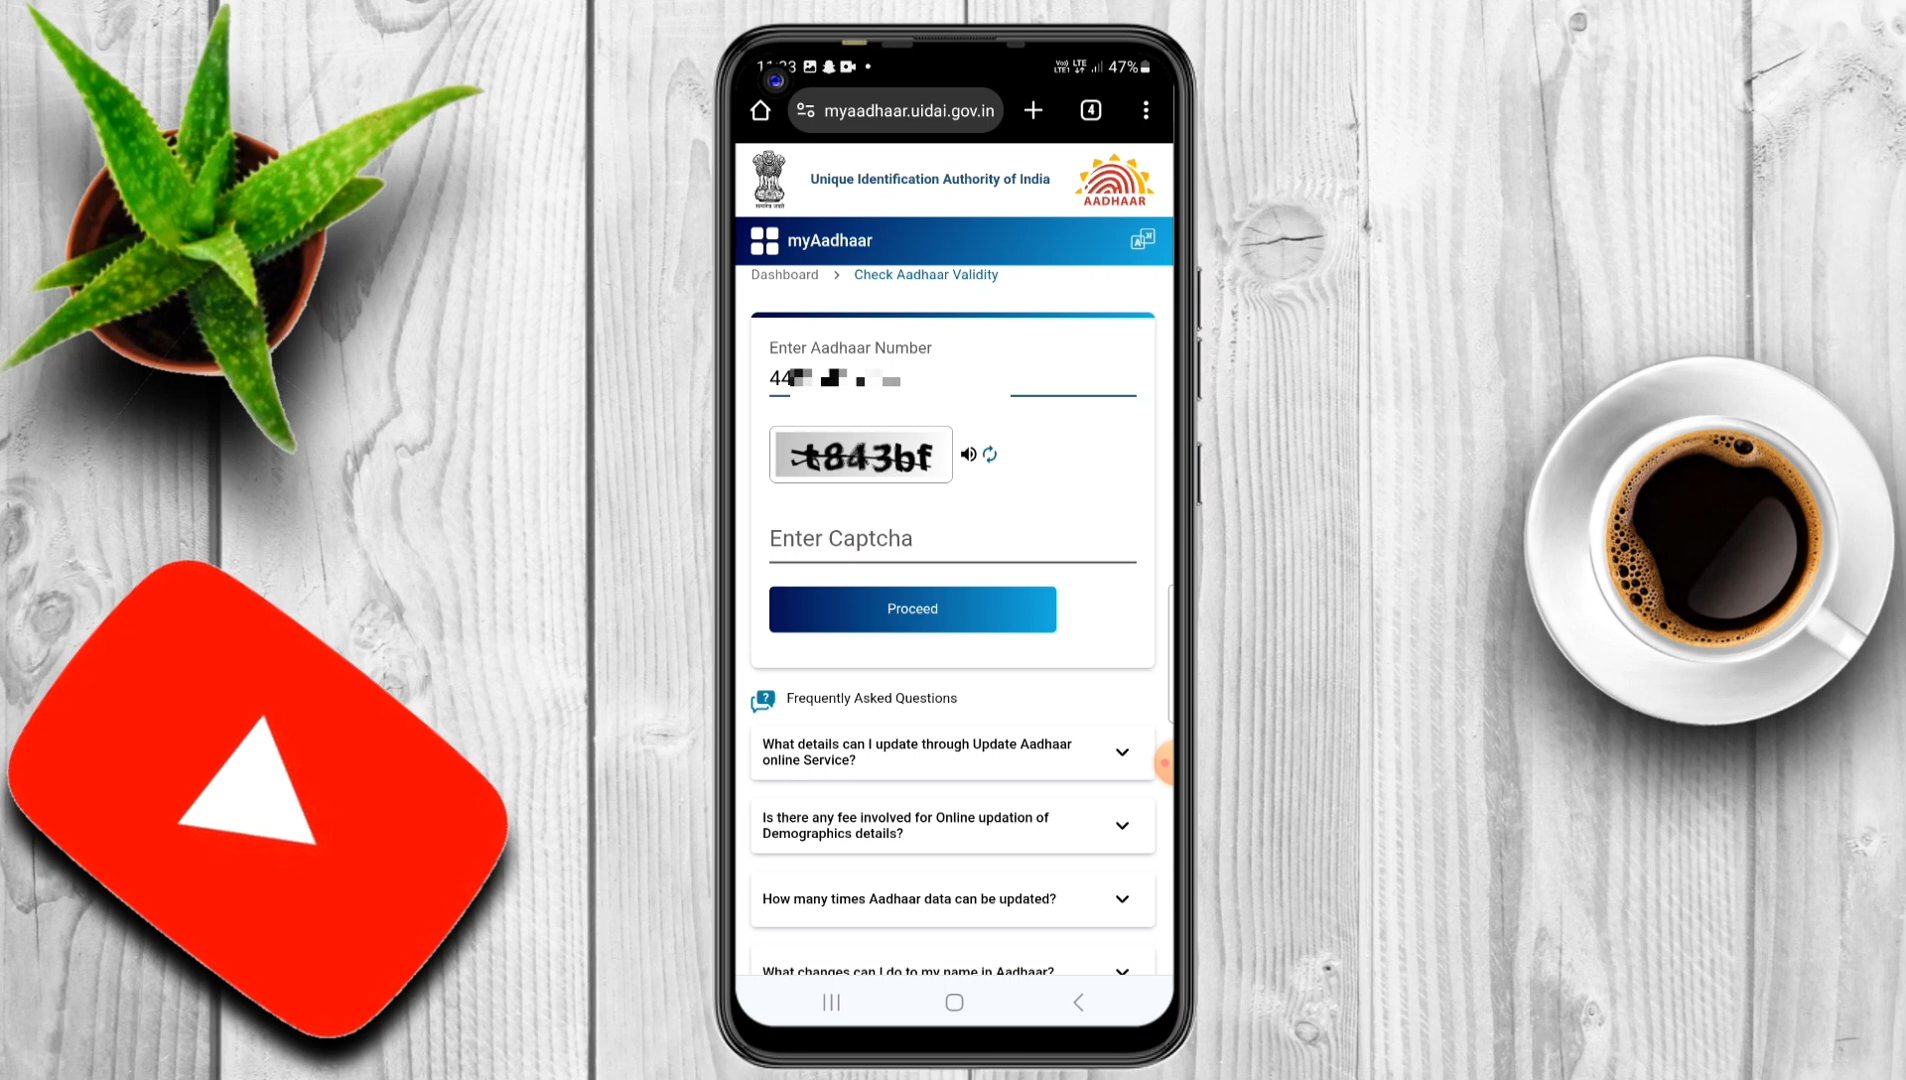 47%
myaadhaar.uidai.gov.in
4
Unique Identification Authority of India
AADHAAR
myAadhaar
Dashboard > Check Aadhaar Validity
Enter Aadhaar Number
44
t843bf
Enter Captcha
Proceed
Frequently Asked Questions
What details can I update through Update Aadhaar
online Service?
Is there any fee involved for Online updation of
Demographics details?
How many times Aadhaar data can be updated?
What changes can I do to my name in Aadhaar?